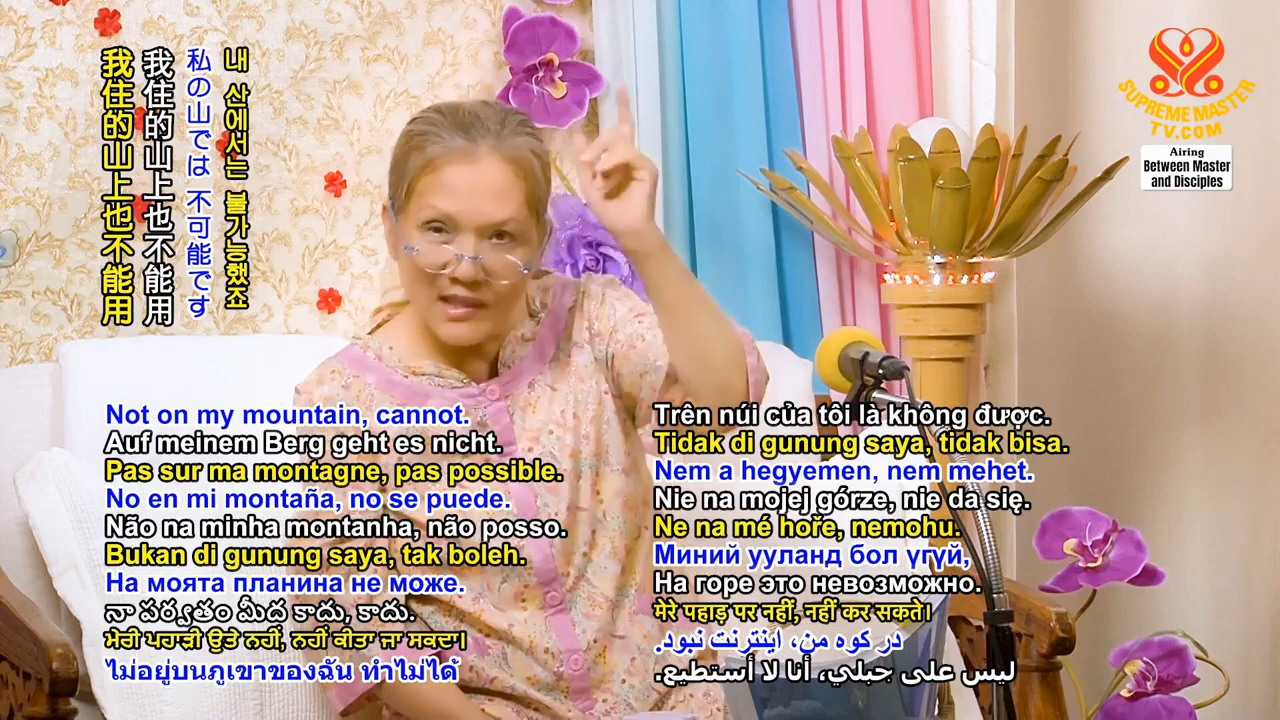 我住的山上也不能用
我住的山上也不能用
私の山では 不可能です
내 산에서는 불가능했죠
SUPREME MASTER
TV.COM
Airing
Between Master
and Disciples
Not on my mountain, cannot.
Auf meinem Berg geht es nicht.
Pas sur ma montagne, pas possible.
No en mi montaña, no se puede.
Não na minha montanha, não posso.
Bukan di gunung saya, tak boleh.
На моята планина не може.
నా పర్వతం మీద కాదు, కాదు.
ਮੇਰੀ ਪਹਾੜੀ ਉਤੇ ਨਹੀਂ, ਨਹੀਂ ਕੀਤਾ ਜਾ ਸਕਦਾ।
ไม่อยู่บนภูเขาของฉัน ทำไม่ได้
Trên núi của tôi là không được.
Tidak di gunung saya, tidak bisa.
Nem a hegyemen, nem mehet.
Nie na mojej górze, nie da się.
Ne na mé hoře, nemohu.
Миний ууланд бол үгүй,
На горе это невозможно.
मेरे पहाड़ पर नहीं, नहीं कर सकते।
در کوه من، اینترنت نبود.
ليس على جبلي، أنا لا أستطيع.